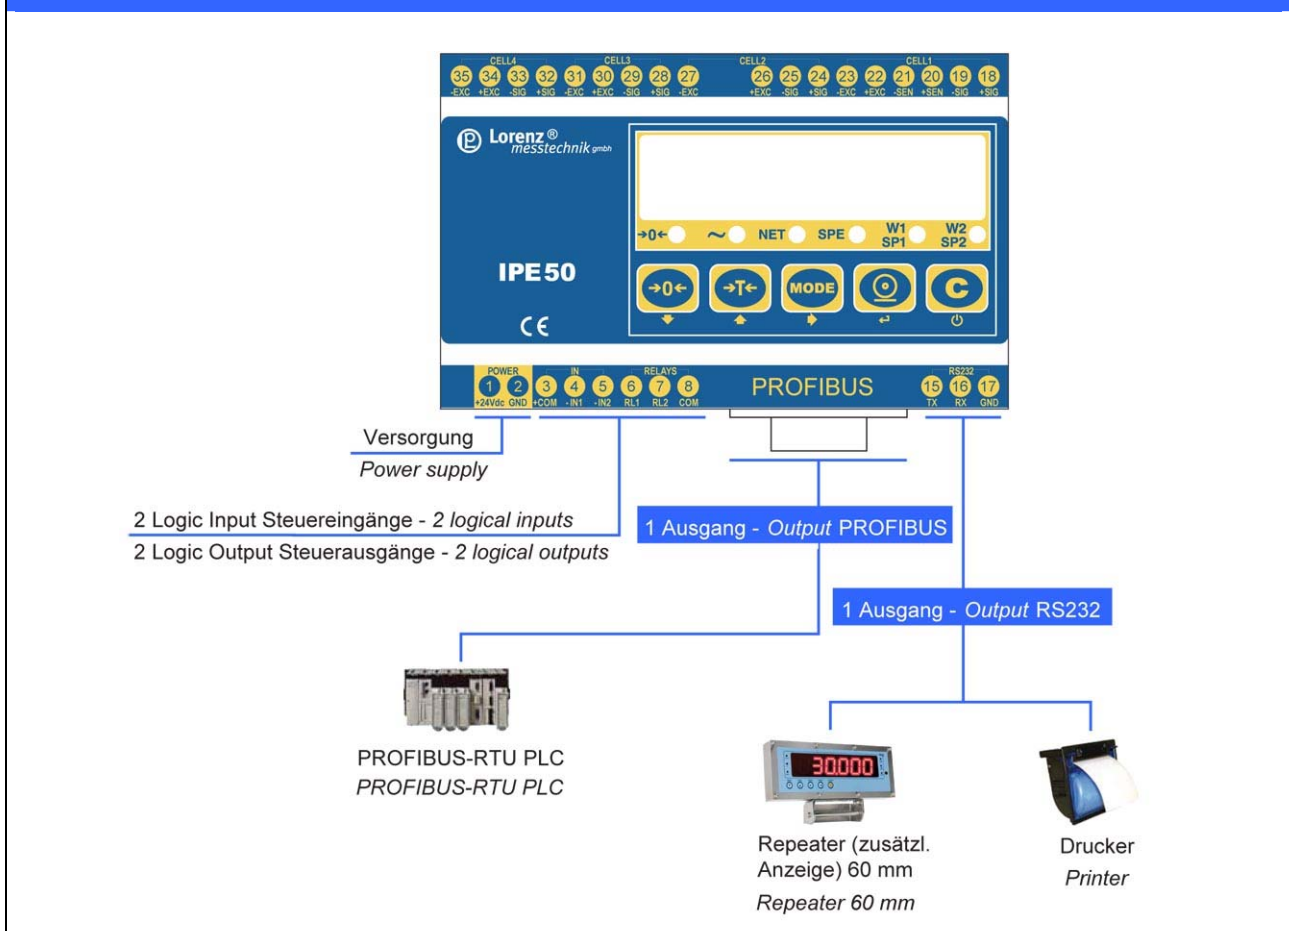 CELL4 CELL3 CELL2 CELL1
35 34 33 32 31 30 29 28 27 26 25 24 23 22 21 20 19 18
-EXC +EXC -SIG +SIG -EXC +EXC -SIG +SIG -EXC +EXC -SIG +SIG -EXC +EXC -SEN +SEN -SIG +SIG
Lorenz ®
messtechnik gmbh
→0← ~ NET SPE W1 SP1 W2 SP2
IPE 50
→0← →T← MODE C
CE
POWER IN RELAYS PROFIBUS RS232
1 2 3 4 5 6 7 8 15 16 17
+24Vdc GND +COM -IN1 -IN2 RL1 RL2 COM TX RX GND
Versorgung
Power supply
2 Logic Input Steuereingänge - 2 logical inputs
2 Logic Output Steuerausgänge - 2 logical outputs
1 Ausgang - Output PROFIBUS
1 Ausgang - Output RS232
PROFIBUS-RTU PLC
PROFIBUS-RTU PLC
30.000
Repeater (zusätzl.
Anzeige) 60 mm
Repeater 60 mm
Drucker
Printer